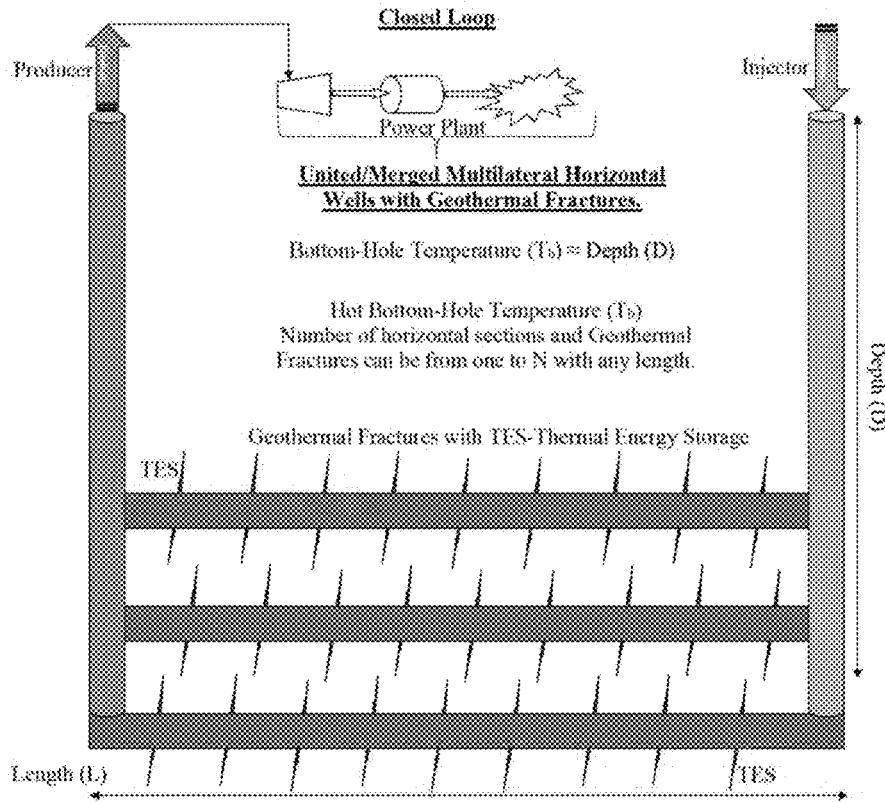 Closed Loop
Producer
Injector
Power Plant
United/Merged Multilateral Horizontal
Wells with Geothermal Fractures.
Bottom-Hole Temperature (Tb) ≈ Depth (D)
Hot Bottom-Hole Temperature (Tb)
Number of horizontal sections and Geothermal
Fractures can be from one to N with any length.
Depth (D)
Geothermal Fractures with TES-Thermal Energy Storage
TES
Length (L)
TES